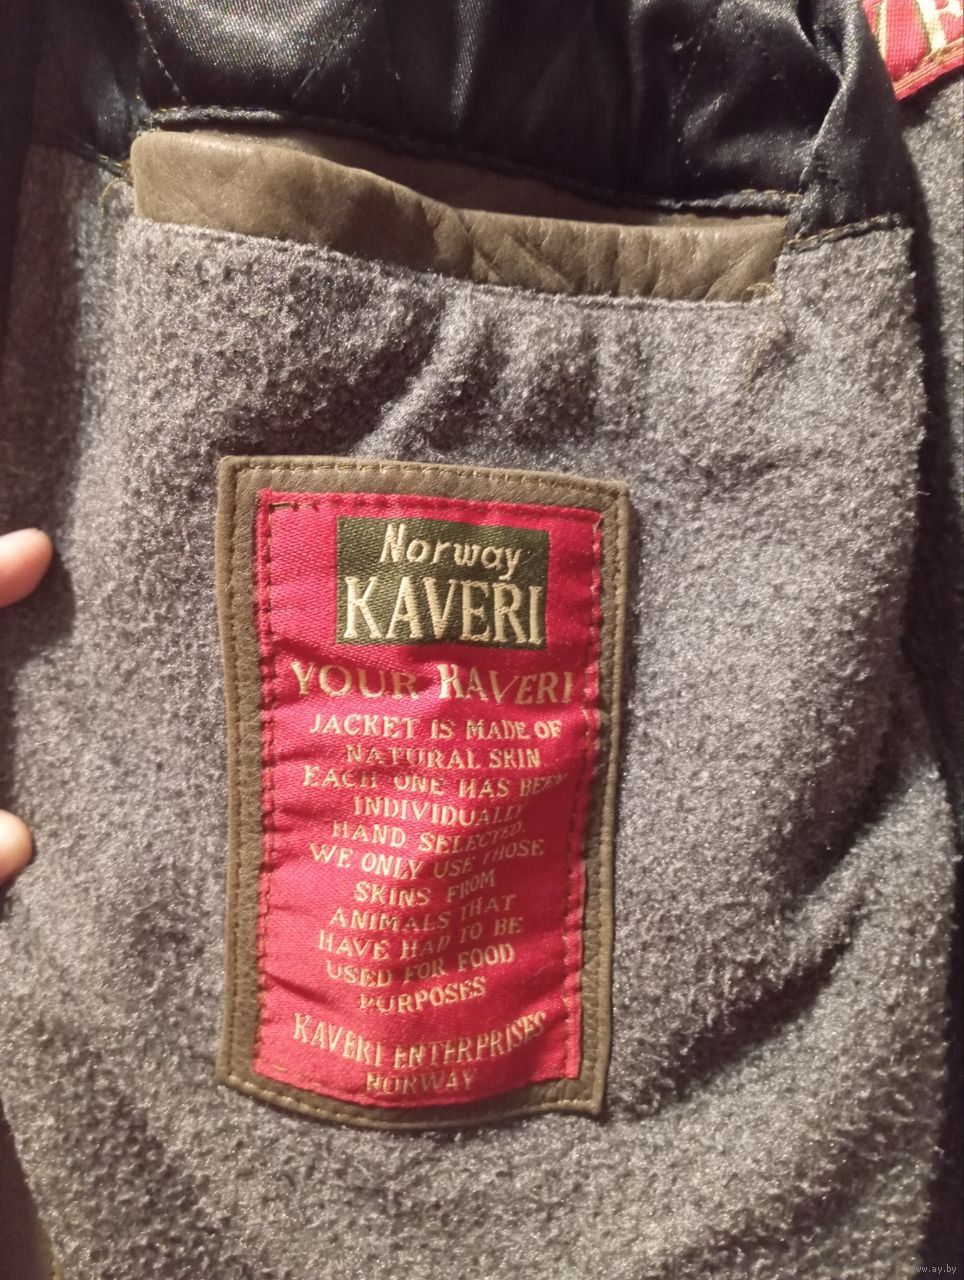 Norway
KAVERI
YOUR KAVERI
JACKET IS MADE OF
NATURAL SKIN
EACH ONE HAS BEEN
INDIVIDUALLY
HAND SELECTED.
WE ONLY USE THOSE
SKINS FROM
ANIMALS THAT
HAVE HAD TO BE
USED FOR FOOD
PURPOSES
KAVERI ENTERPRISES
NORWAY